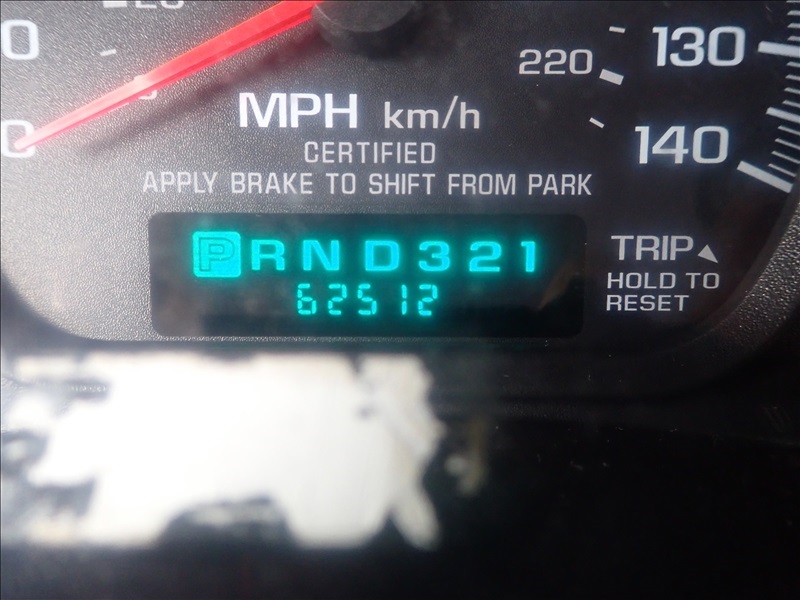 220
130
MPH km/h
140
CERTIFIED
APPLY BRAKE TO SHIFT FROM PARK
PRND321
62512
TRIP
HOLD TO
RESET